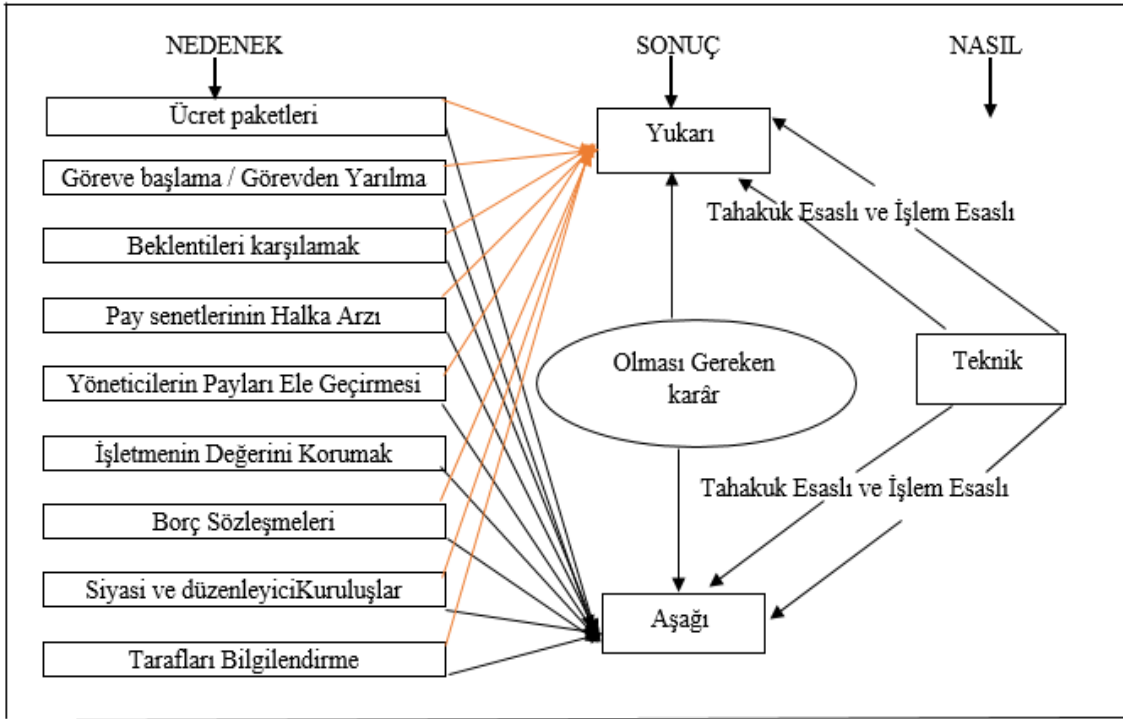 NEDENEK
SONUÇ
NASIL
Ücret paketleri
Göreve başlama / Görevden Yarılma
Beklentileri karşılamak
Pay senetlerinin Halka Arzı
Yöneticilerin Payları Ele Geçirmesi
İşletmenin Değerini Korumak
Borç Sözleşmeleri
Siyasi ve düzenleyiciKuruluşlar
Tarafları Bilgilendirme
Yukarı
Tahakuk Esaslı ve İşlem Esaslı
Olması Gereken
karâr
Teknik
Tahakuk Esaslı ve İşlem Esaslı
Aşağı